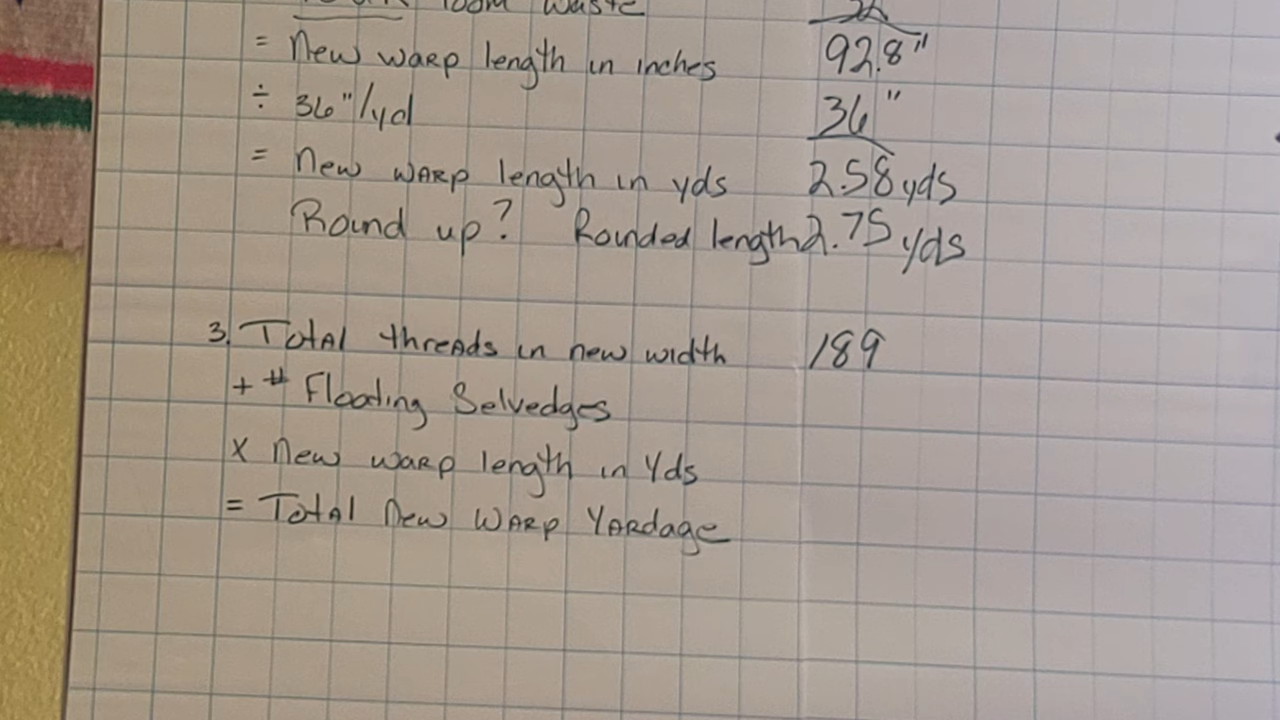 loom waste
= New warp length in inches 92.8"
÷ 36"/yd 36"
= New warp length in yds 2.58 yds
Round up? Rounded length 2.75 yds
3. Total threads in new width 189
+ # Floating Selvedges
x New warp length in Yds
= Total New Warp Yardage